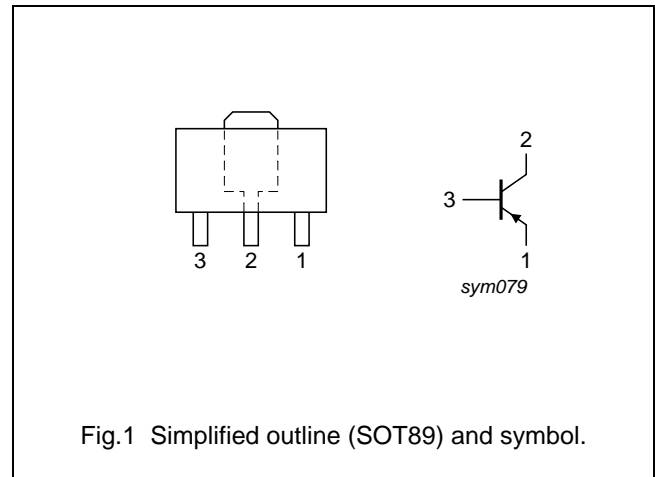 2
3
1
3 2 1
sym079
Fig.1 Simplified outline (SOT89) and symbol.